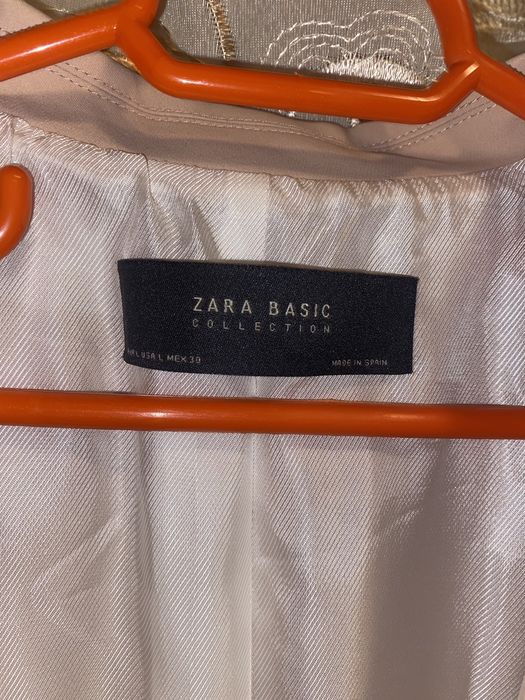 ZARA BASIC
COLLECTION
USA L MEX 30
MADE IN SPAIN